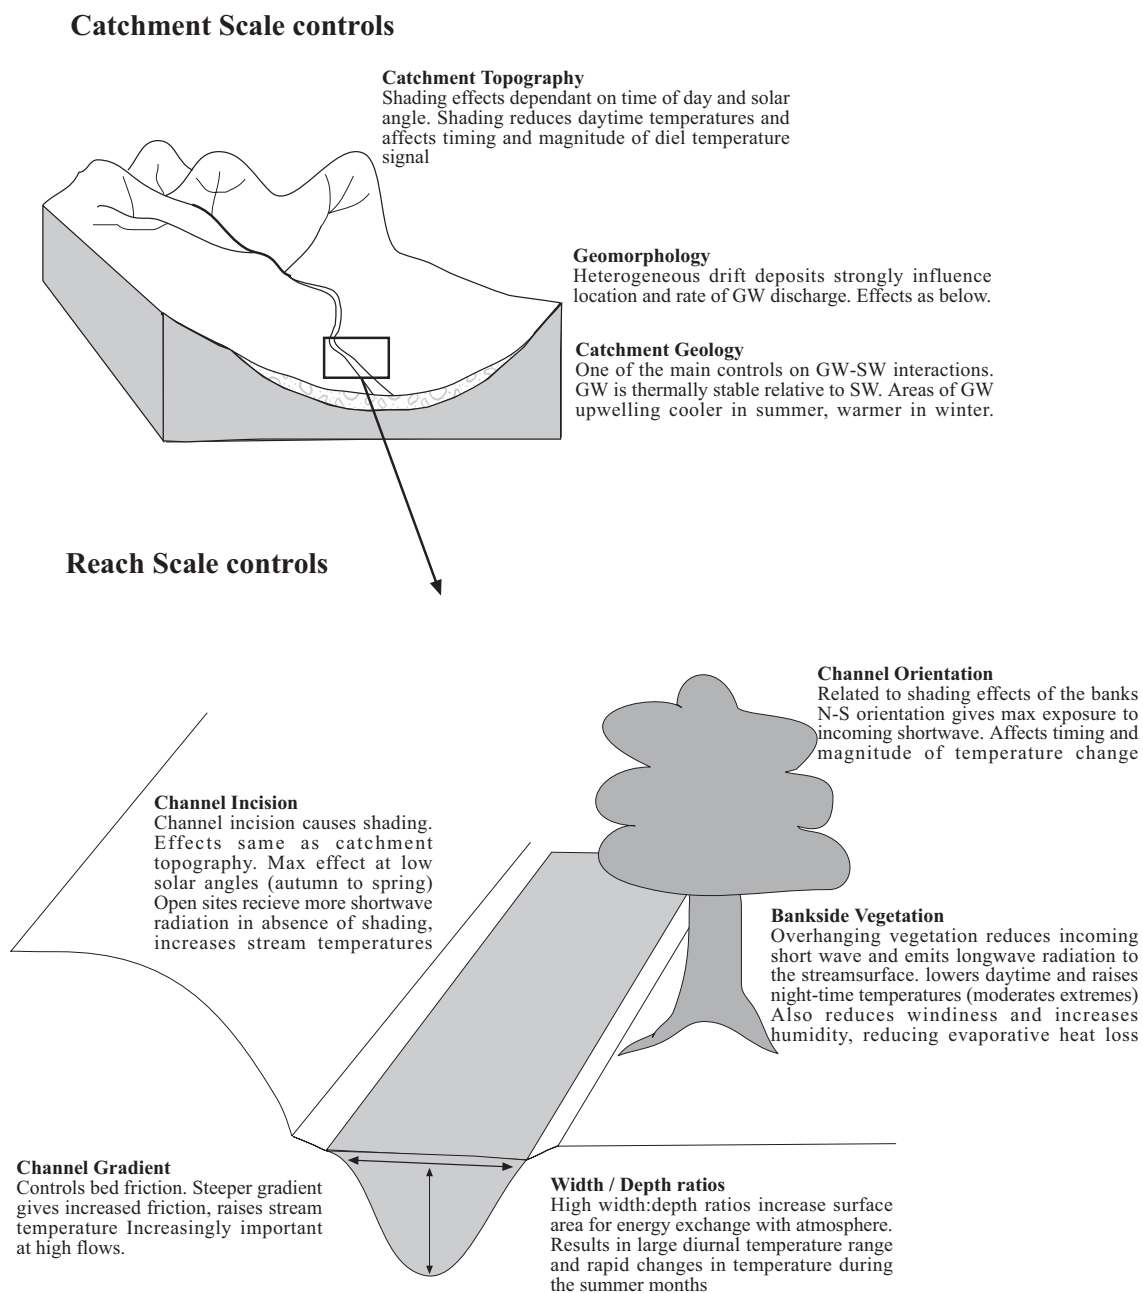 Catchment Scale controls
Catchment Topography
Shading effects dependant on time of day and solar
angle. Shading reduces daytime temperatures and
affects timing and magnitude of diel temperature
signal
Geomorphology
Heterogeneous drift deposits strongly influence
location and rate of GW discharge. Effects as below.
Catchment Geology
One of the main controls on GW-SW interactions.
GW is thermally stable relative to SW. Areas of GW
upwelling cooler in summer, warmer in winter.
Reach Scale controls
Channel Orientation
Related to shading effects of the banks
N-S orientation gives max exposure to
incoming shortwave. Affects timing and
magnitude of temperature change
Channel Incision
Channel incision causes shading.
Effects same as catchment
topography. Max effect at low
solar angles (autumn to spring)
Open sites recieve more shortwave
radiation in absence of shading,
increases stream temperatures
Bankside Vegetation
Overhanging vegetation reduces incoming
short wave and emits longwave radiation to
the streamsurface. lowers daytime and raises
night-time temperatures (moderates extremes)
Also reduces windiness and increases
humidity, reducing evaporative heat loss
Channel Gradient
Controls bed friction. Steeper gradient
gives increased friction, raises stream
temperature Increasingly important
at high flows.
Width / Depth ratios
High width:depth ratios increase surface
area for energy exchange with atmosphere.
Results in large diurnal temperature range
and rapid changes in temperature during
the summer months